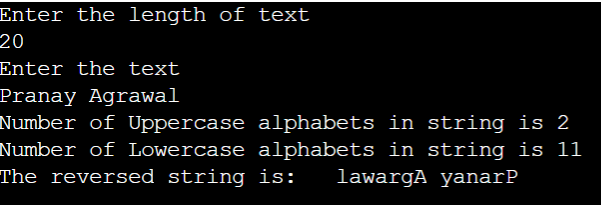 Enter the length of text
20
Enter the text
Pranay Agrawal
Number of Uppercase alphabets in string is 2
Number of Lowercase alphabets in string is 11
The reversed string is:   lawargA yanarP